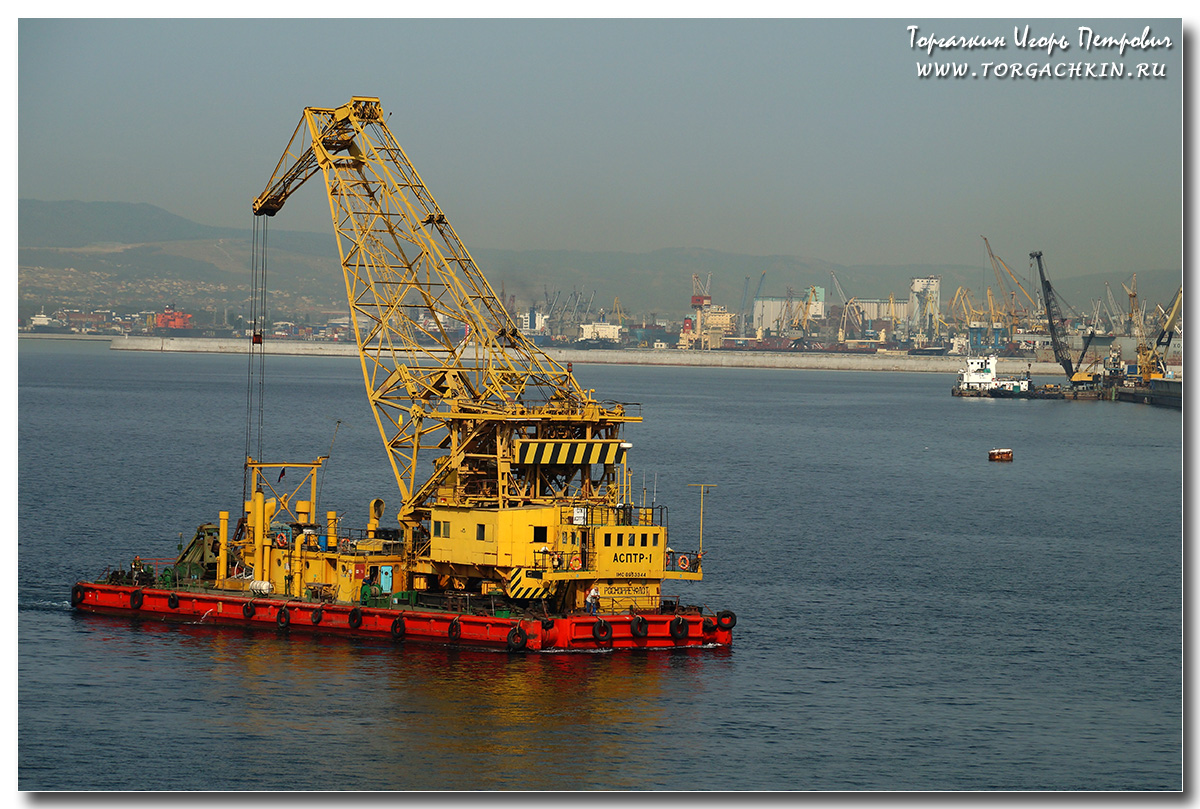 Торгачкин Игорь Петрович
WWW.TORGACHKIN.RU
АСПТР-1
РОСМОРРЕЧФЛОТ